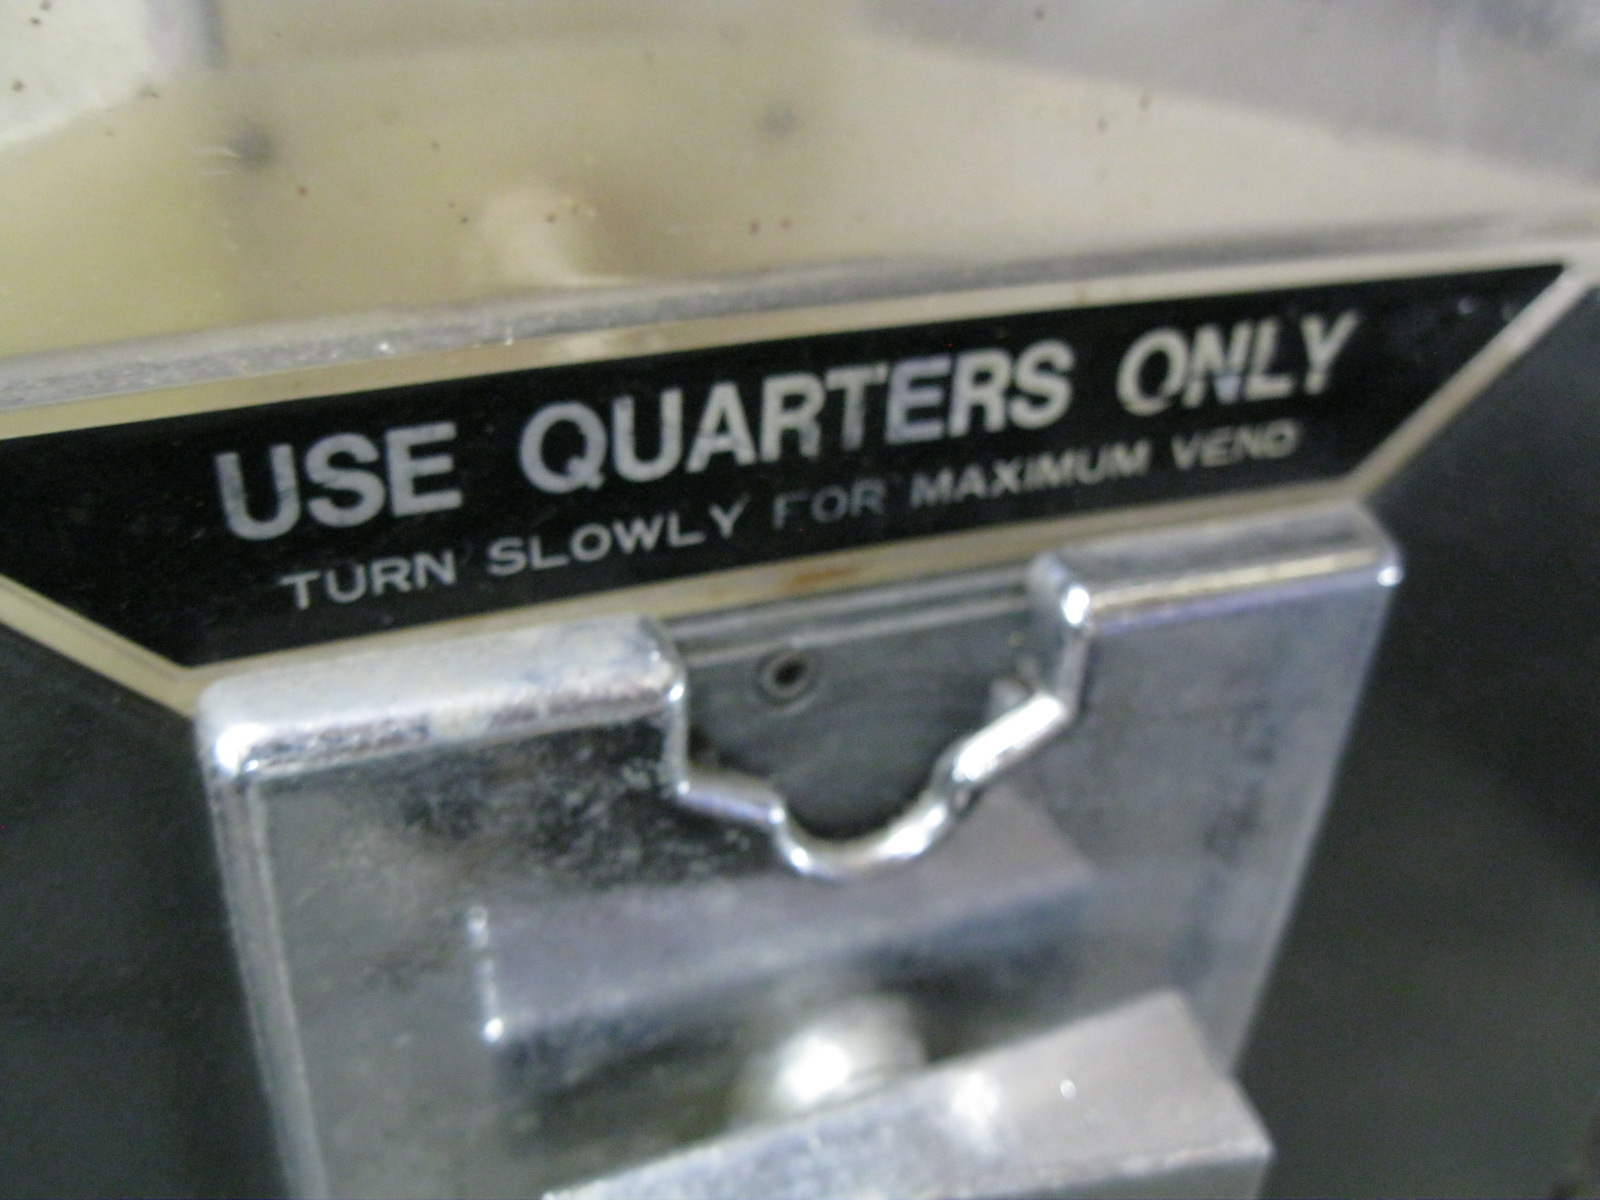 USE QUARTERS ONLY
TURN SLOWLY FOR MAXIMUM VEND